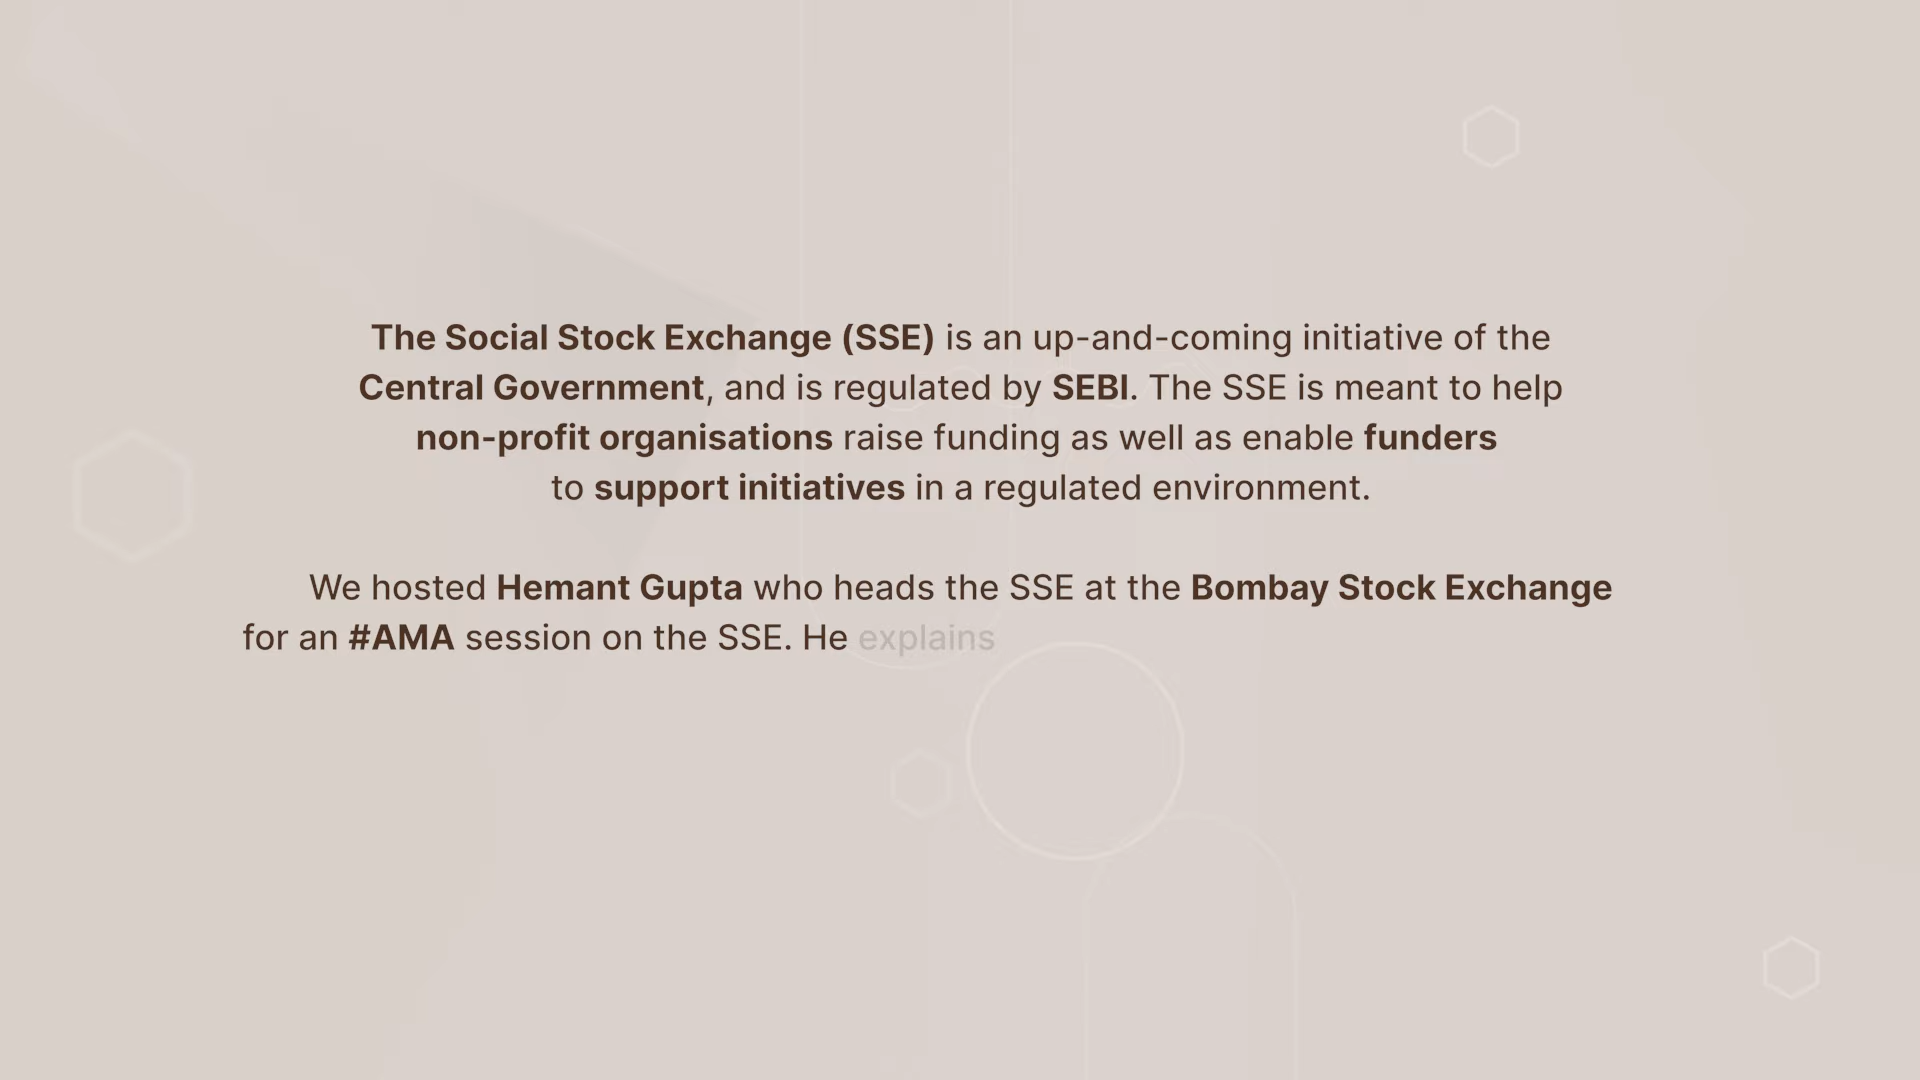 The Social Stock Exchange (SSE) is an up-and-coming initiative of the
Central Government, and is regulated by SEBI. The SSE is meant to help
non-profit organisations raise funding as well as enable funders
to support initiatives in a regulated environment.
We hosted Hemant Gupta who heads the SSE at the Bombay Stock Exchange
for an #AMA session on the SSE. He explains